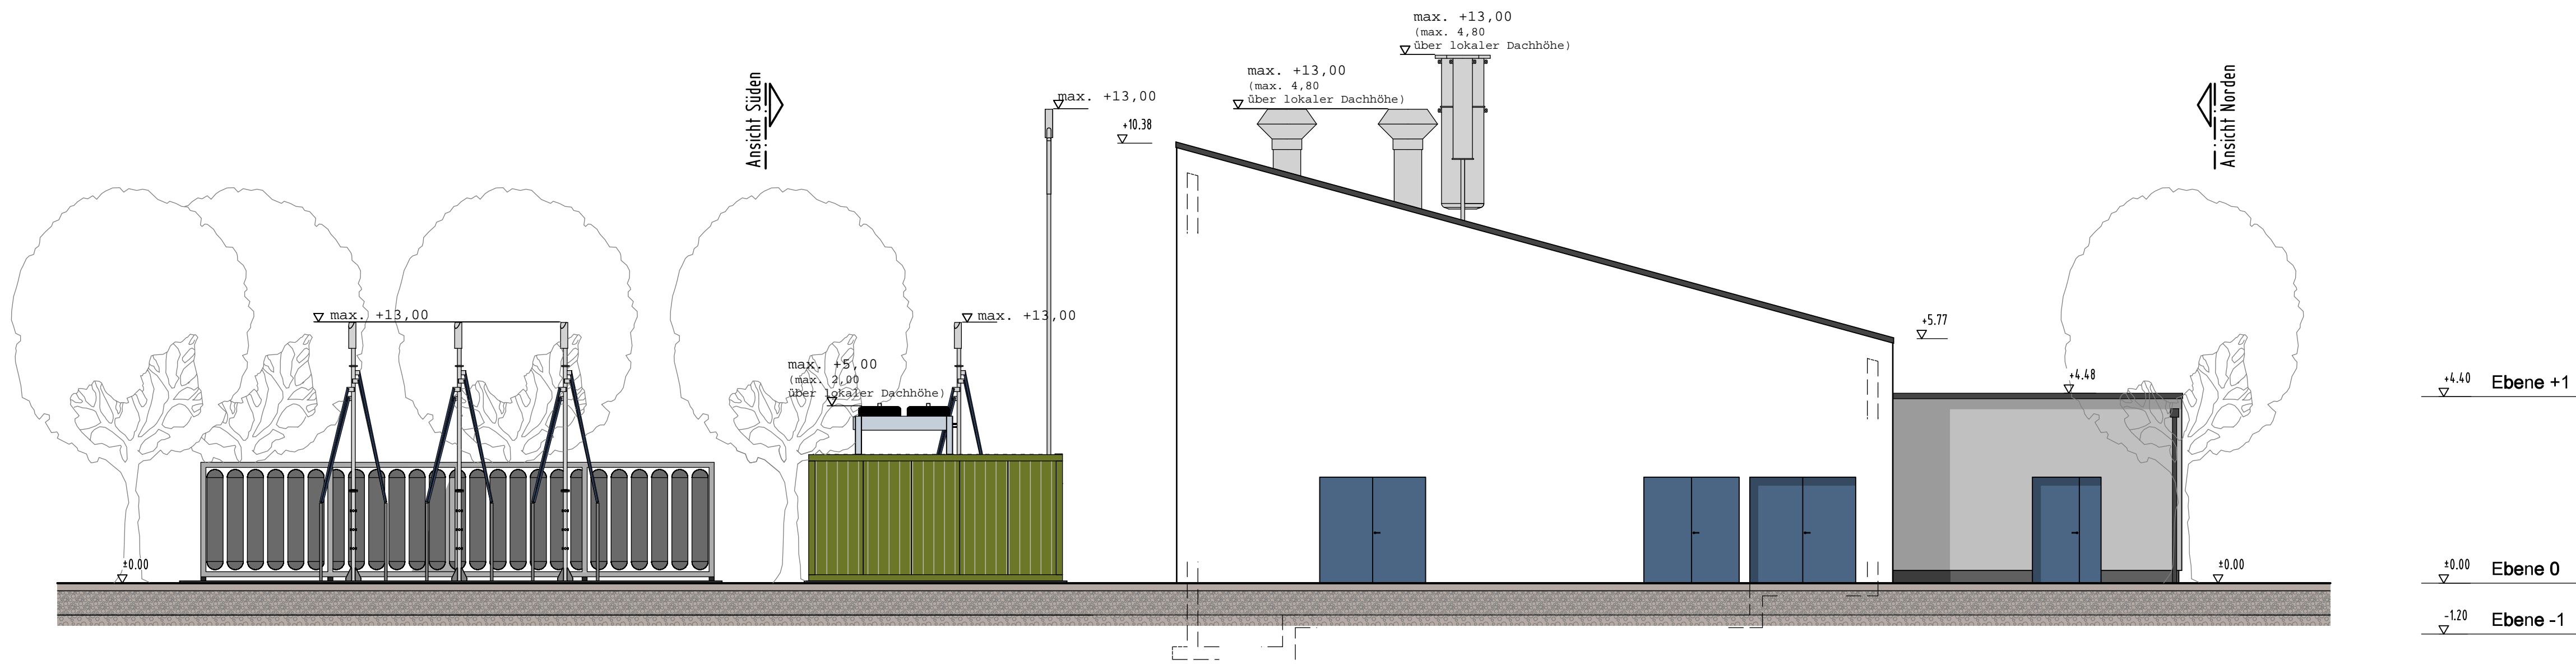 max. +13,00
(max. 4,80
über lokaler Dachhöhe)
max. +13,00
(max. 4,80
über lokaler Dachhöhe)
Ansicht Süden
max. +13,00
+10.38
Ansicht Norden
max. +13,00
max. +13,00
+5.77
max. +5,00
(max. 2,00
über lokaler Dachhöhe)
+4.48
+4.40 Ebene +1
±0.00
±0.00
±0.00 Ebene 0
-1.20 Ebene -1